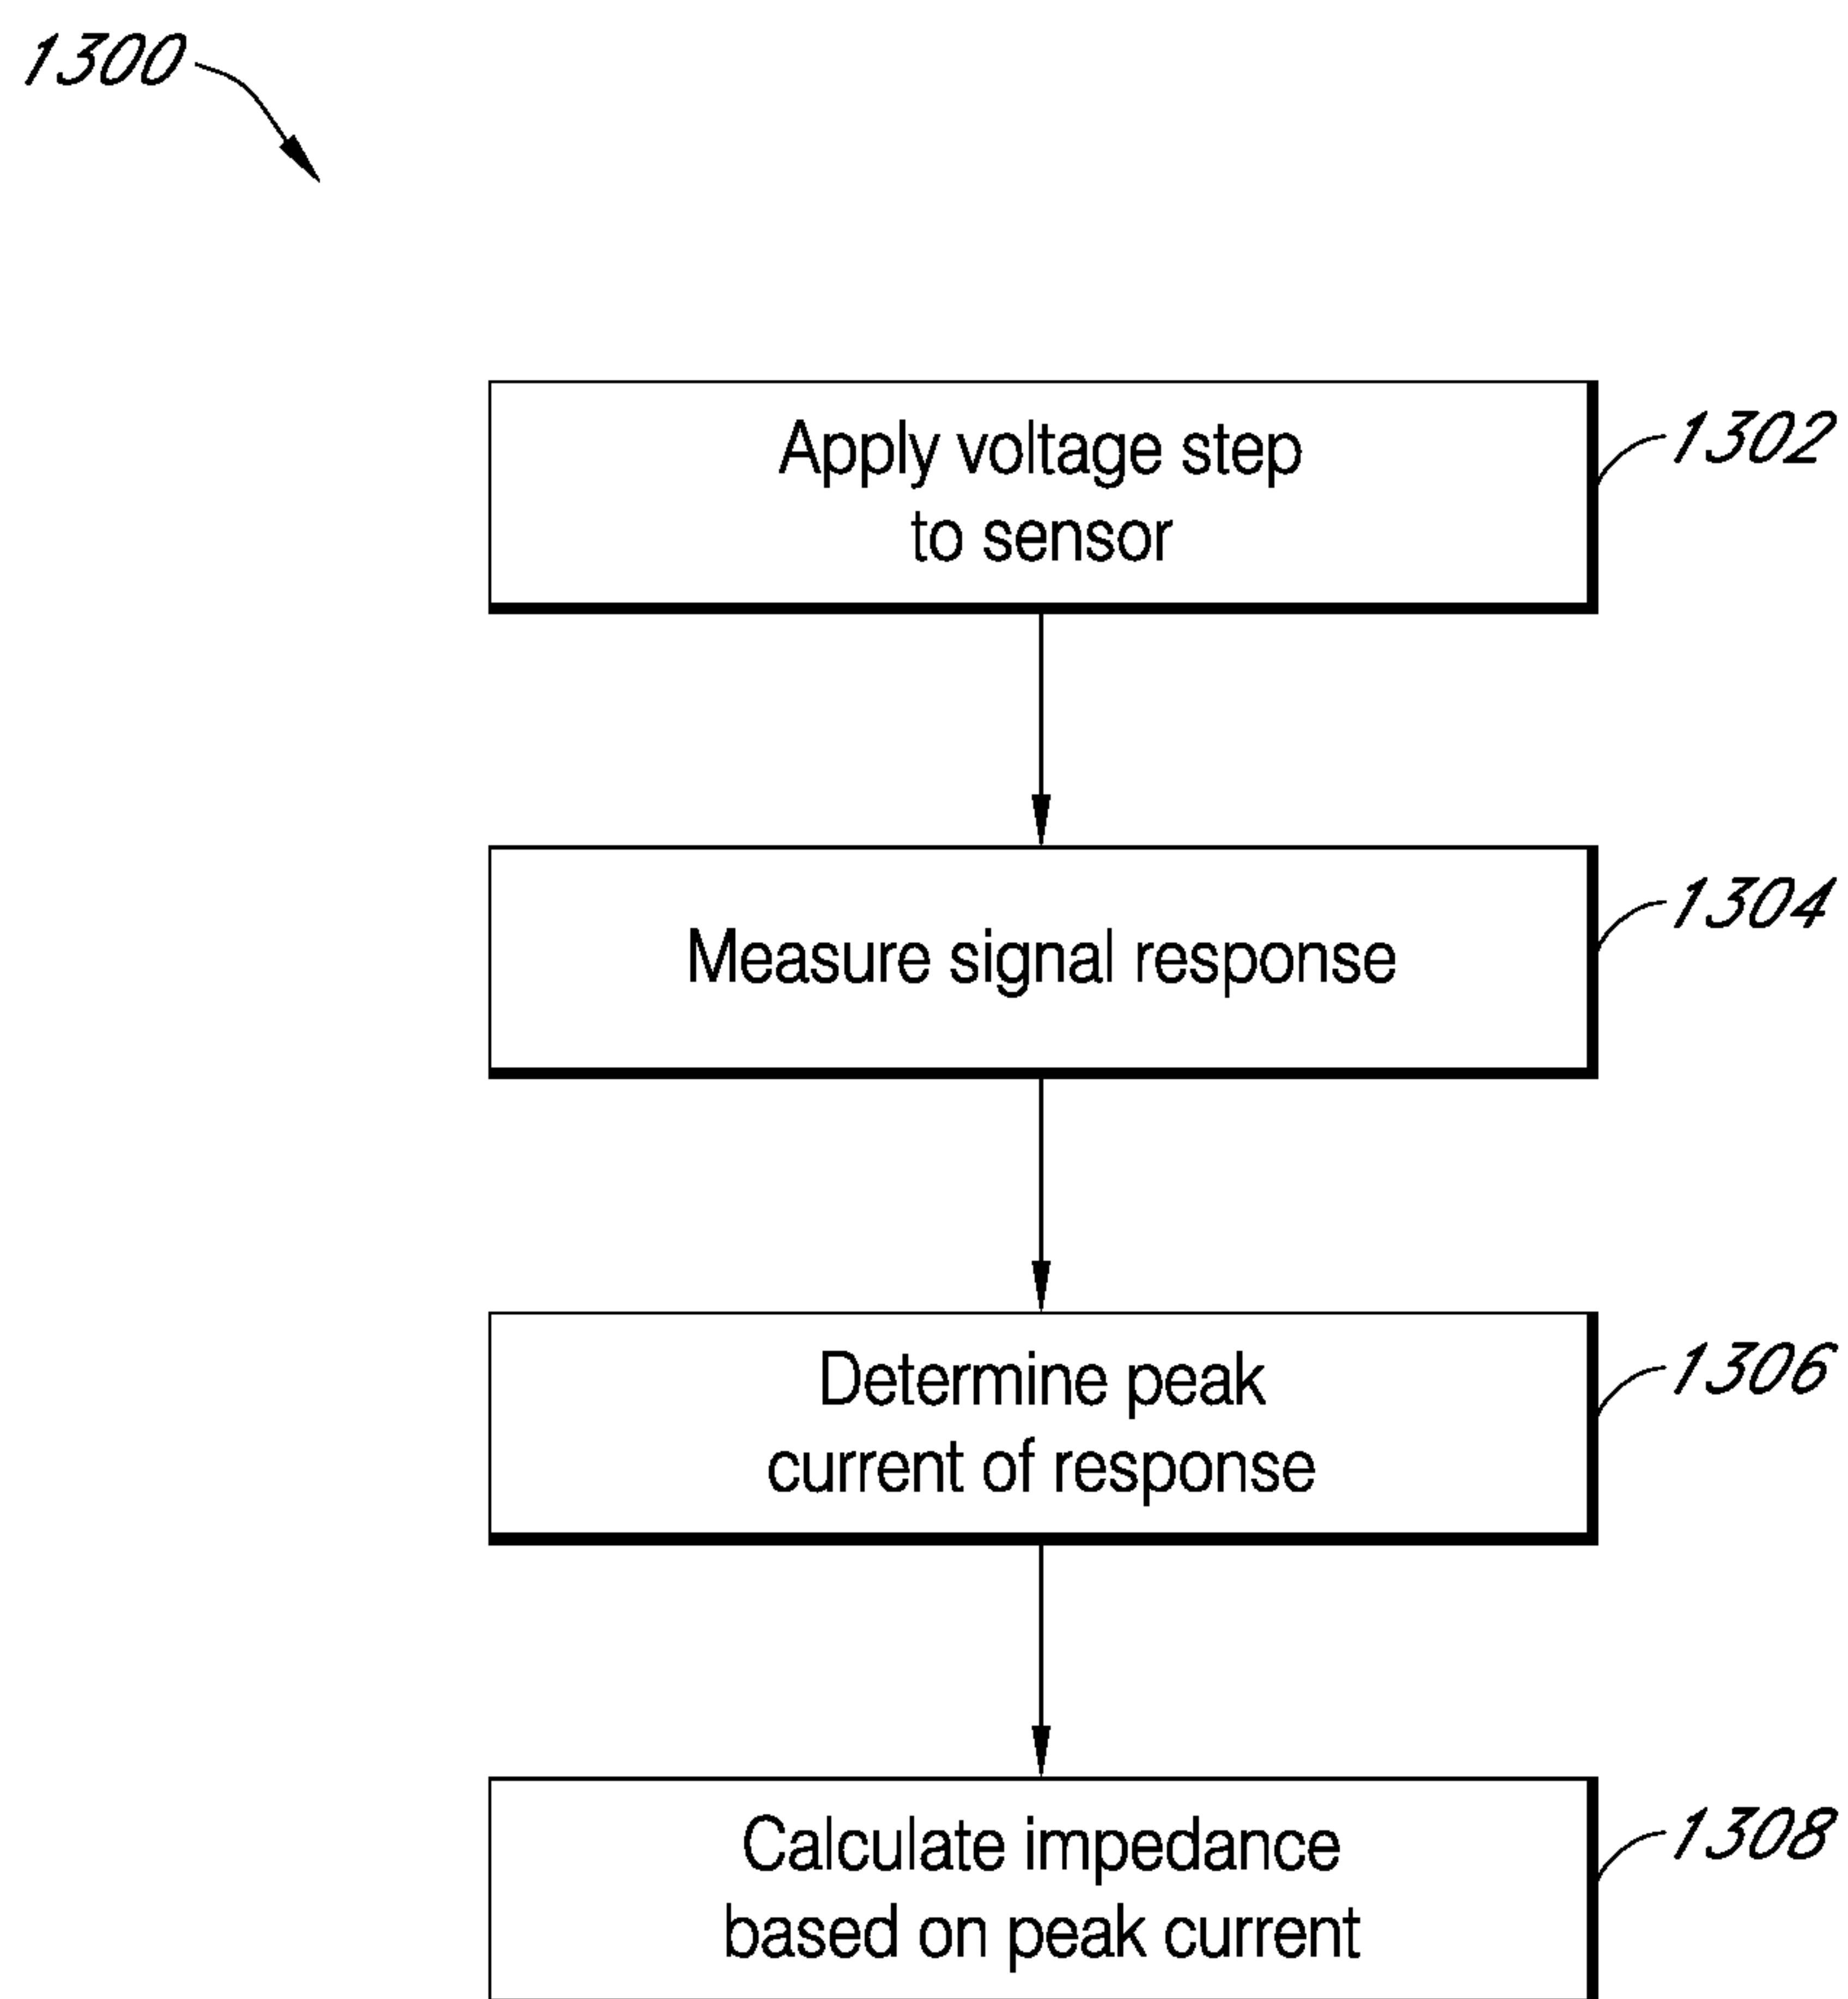 1300
Apply voltage step
to sensor
1302
Measure signal response
1304
Determine peak
current of response
1306
Calculate impedance
based on peak current
1308